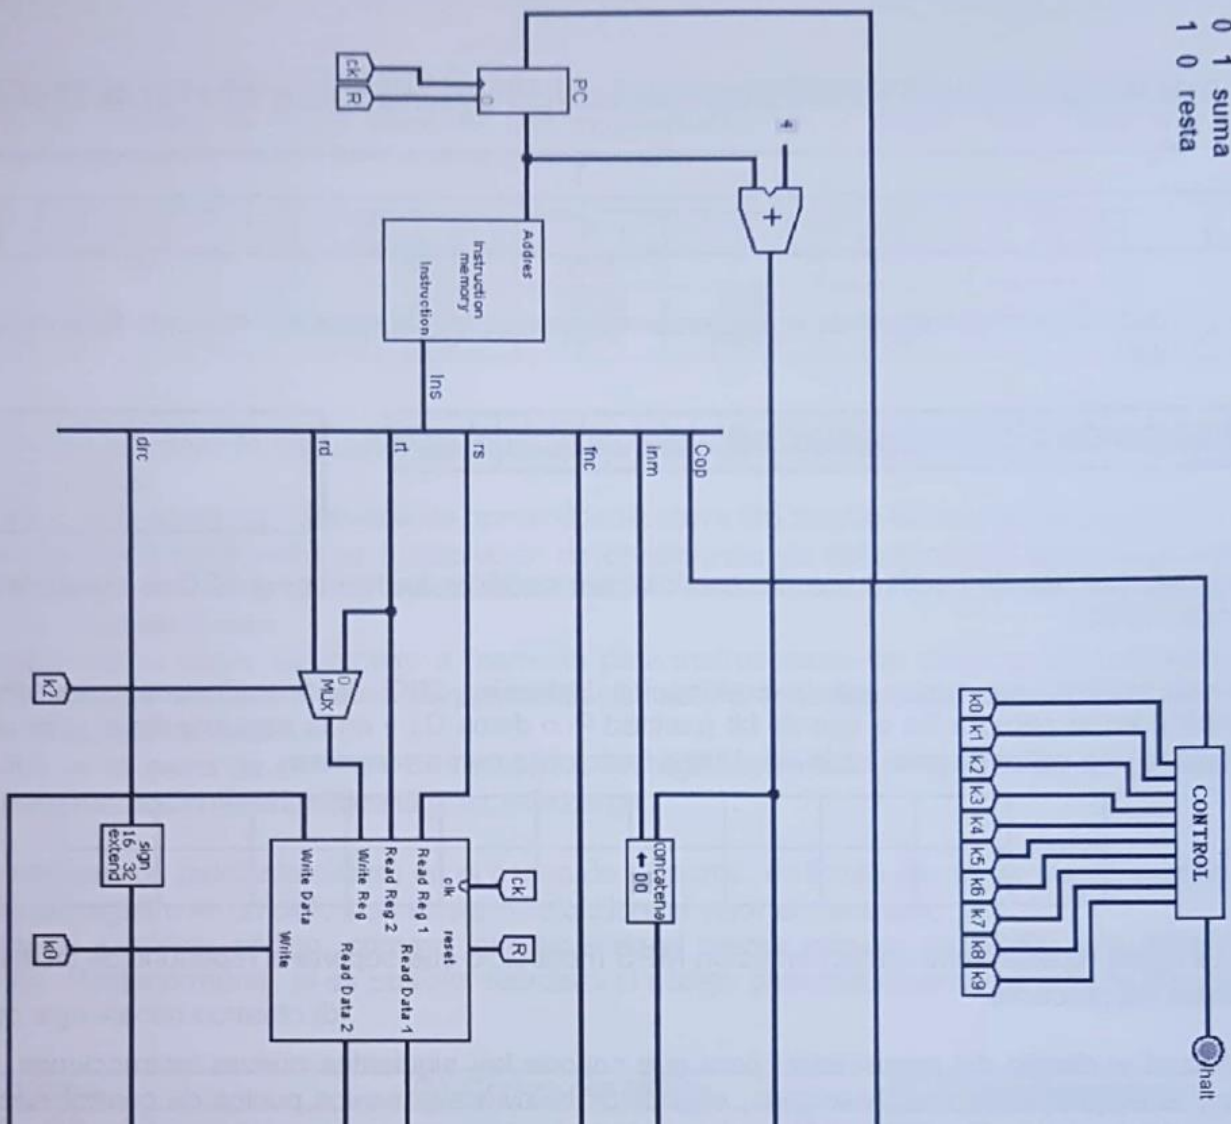 0 1 suma
1 0 resta
halt
CONTROL
k0
k1
k2
k3
k4
k5
k6
k7
k8
k9
4
+
PC
ck
R
Addres
Instruction
memory
Instruction
Ins
Cop
inm
fnc
rs
rt
rd
drc
concatena
←00
0
MUX
k2
ck
R
clk
reset
Read Reg 1
Read Data 1
Read Reg 2
Write Reg
Read Data 2
Write Data
Write
sign
16 32
extend
k0